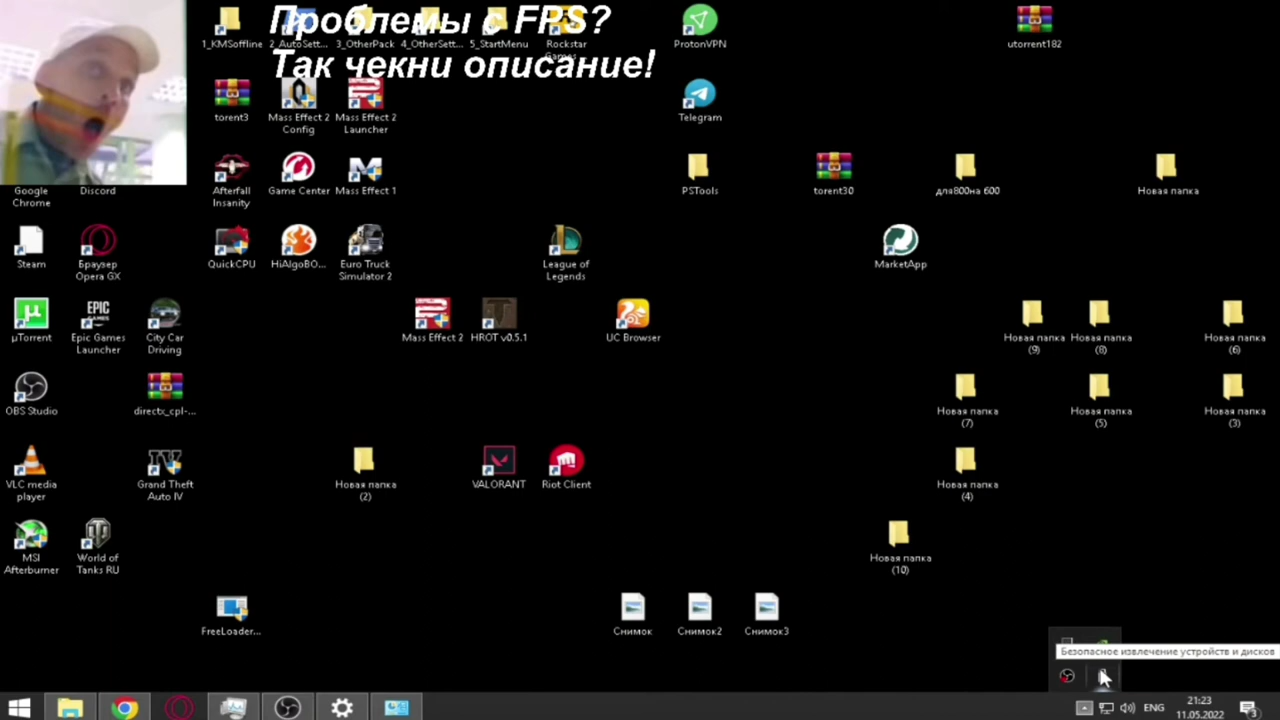 Проблемы с FPS?
Так чекни описание!
1_KMSoffline
2_AutoSett...
3_OtherPack
4_OtherSett...
5_StartMenu
Rockstar
ProtonVPN
utorrent182
torent3
Mass Effect 2
Config
Mass Effect 2
Launcher
Telegram
Google
Chrome
Discord
Afterfall
Insanity
Game Center
Mass Effect 1
PSTools
torent30
для800на 600
Новая папка
Steam
Браузер
Opera GX
QuickCPU
HiAlgoBO...
Euro Truck
Simulator 2
League of
Legends
MarketApp
µTorrent
EPIC
GAMES
Epic Games
Launcher
City Car
Driving
Mass Effect 2
HROT v0.5.1
UC Browser
Новая папка
(9)
Новая папка
(8)
Новая папка
(6)
OBS Studio
directx_cpl-...
Новая папка
(7)
Новая папка
(5)
Новая папка
(3)
VLC media
player
IV
Grand Theft
Auto IV
Новая папка
(2)
VALORANT
Riot Client
Новая папка
(4)
MSI
Afterburner
World of
Tanks RU
Новая папка
(10)
FreeLoader...
Снимок
Снимок2
Снимок3
Безопасное извлечение устройств и дисков
ENG
21:23
11.05.2022
3